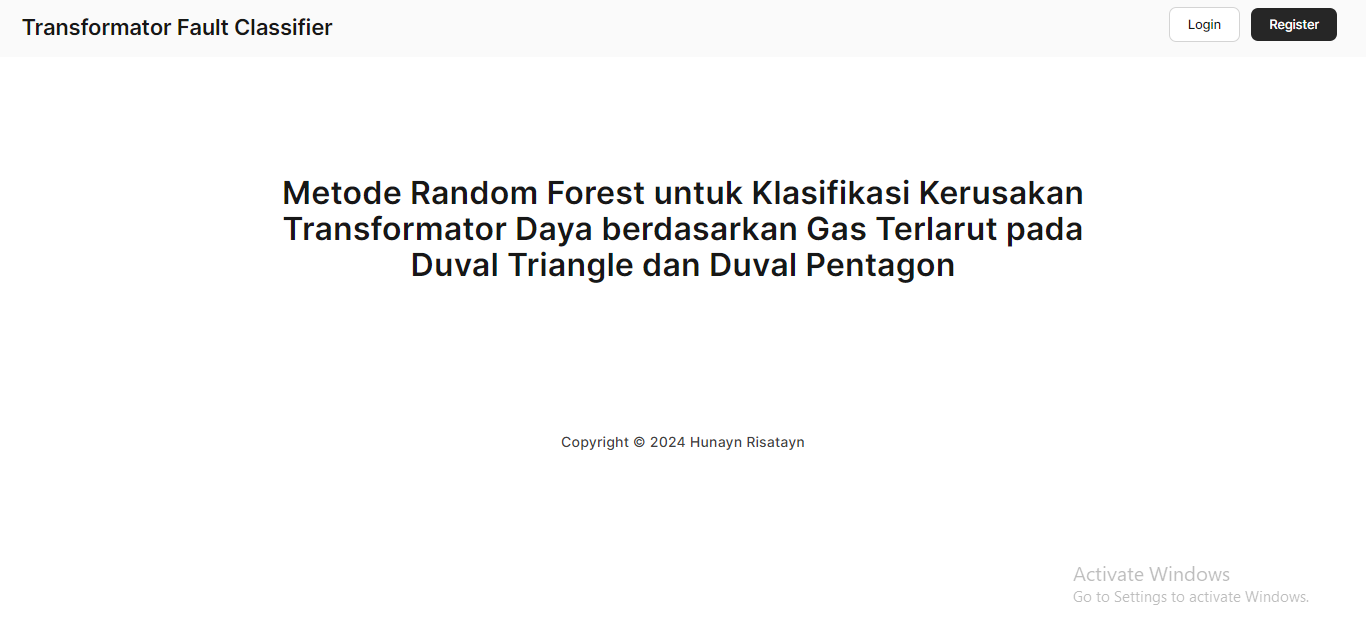 Transformator Fault Classifier
Login
Register
Metode Random Forest untuk Klasifikasi Kerusakan
Transformator Daya berdasarkan Gas Terlarut pada
Duval Triangle dan Duval Pentagon
Copyright © 2024 Hunayn Risatayn
Activate Windows
Go to Settings to activate Windows.